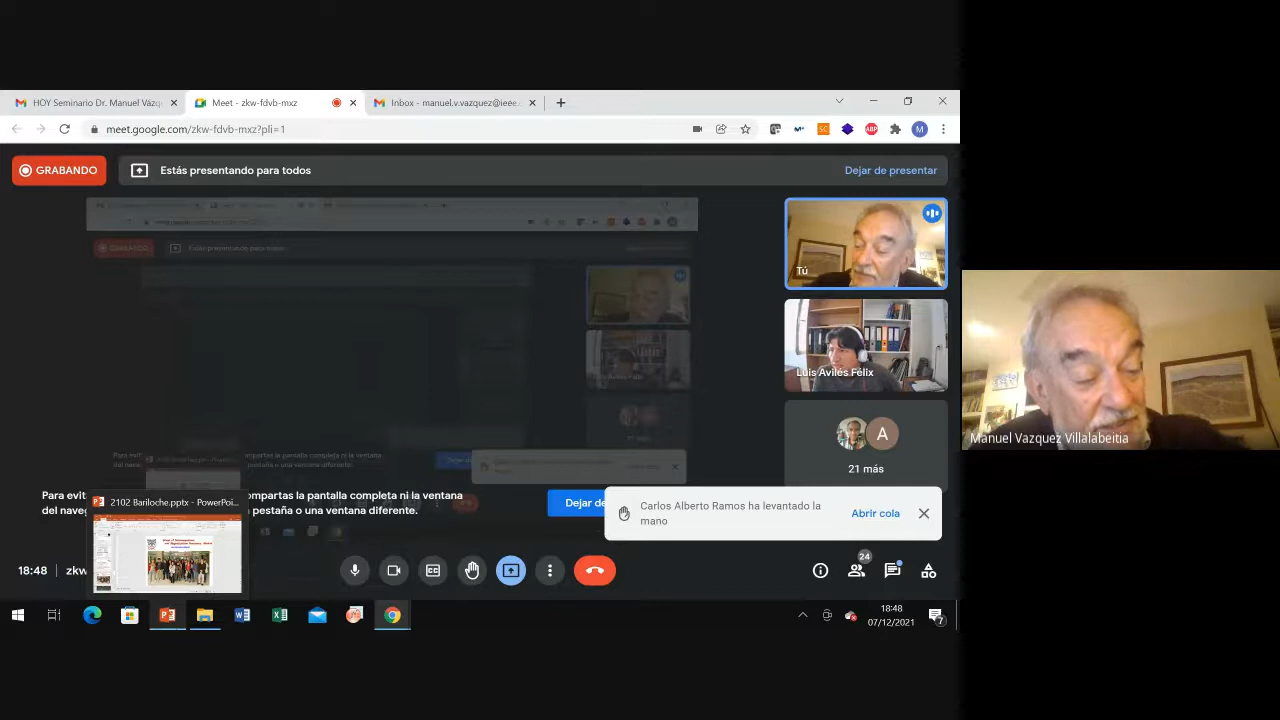 HOY Seminario Dr. Manuel Vázq
Meet - zkw-fdvb-mxz
Inbox - manuel.v.vazquez@ieee.
meet.google.com/zkw-fdvb-mxz?pli=1
GRABANDO
Estás presentando para todos
Dejar de presentar
Tú
Luis Avilés Félix
A
21 más
Carlos Alberto Ramos ha levantado la
mano
Abrir cola
Para evit
ompartas la pantalla completa ni la ventana
del nave
pestaña o una ventana diferente.
Dejar de
2102 Bariloche.pptx - PowerPoi...
18:48
zkw
24
18:48
07/12/2021
7
Manuel Vazquez Villalabeitia